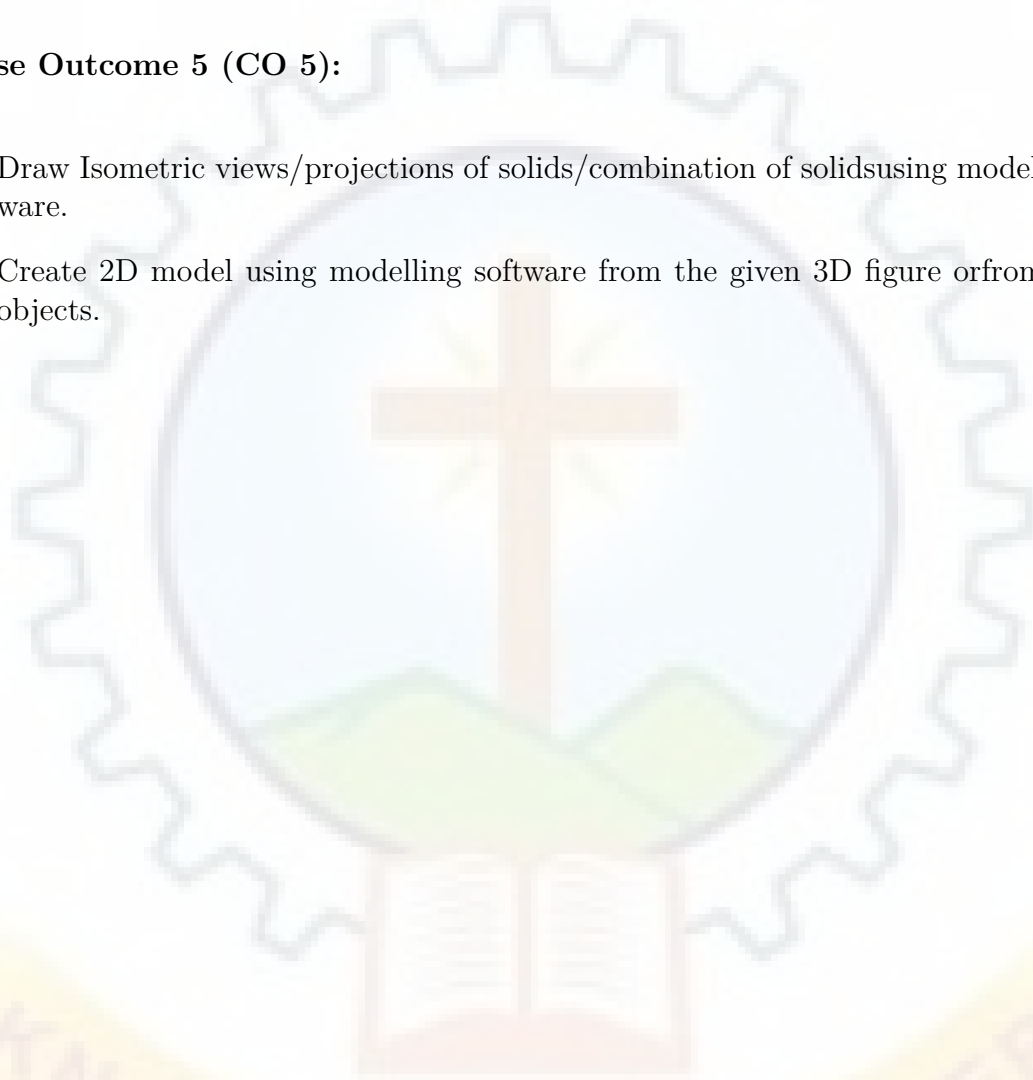 se Outcome 5 (CO 5):
Draw Isometric views/projections of solids/combination of solidsusing model
ware.
Create 2D model using modelling software from the given 3D figure orfrom
objects.